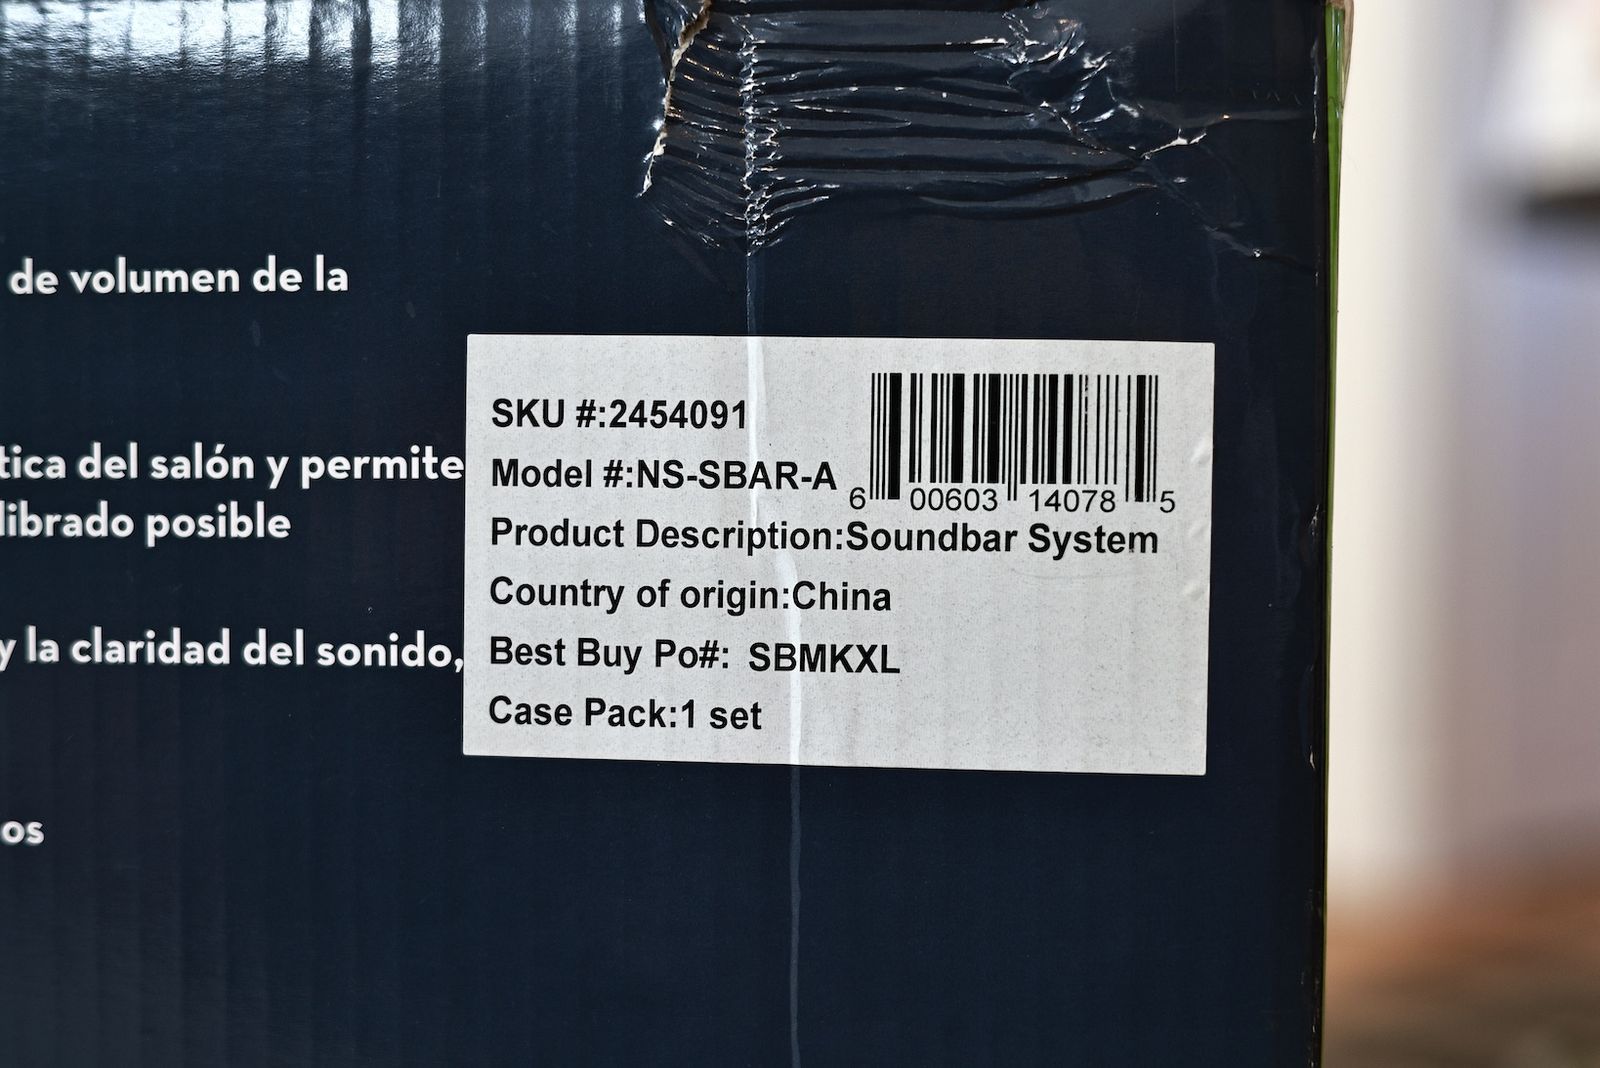 de volumen de la
tica del salón y permite
librado posible
y la claridad del sonido,
os
SKU #:2454091
Model #:NS-SBAR-A
6 00603 14078 5
Product Description:Soundbar System
Country of origin:China
Best Buy Po#: SBMKXL
Case Pack:1 set